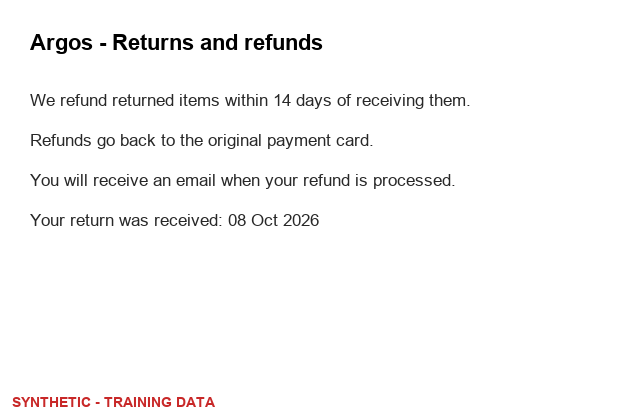 Argos - Returns and refunds
We refund returned items within 14 days of receiving them.
Refunds go back to the original payment card.
You will receive an email when your refund is processed.
Your return was received: 08 Oct 2026
SYNTHETIC - TRAINING DATA